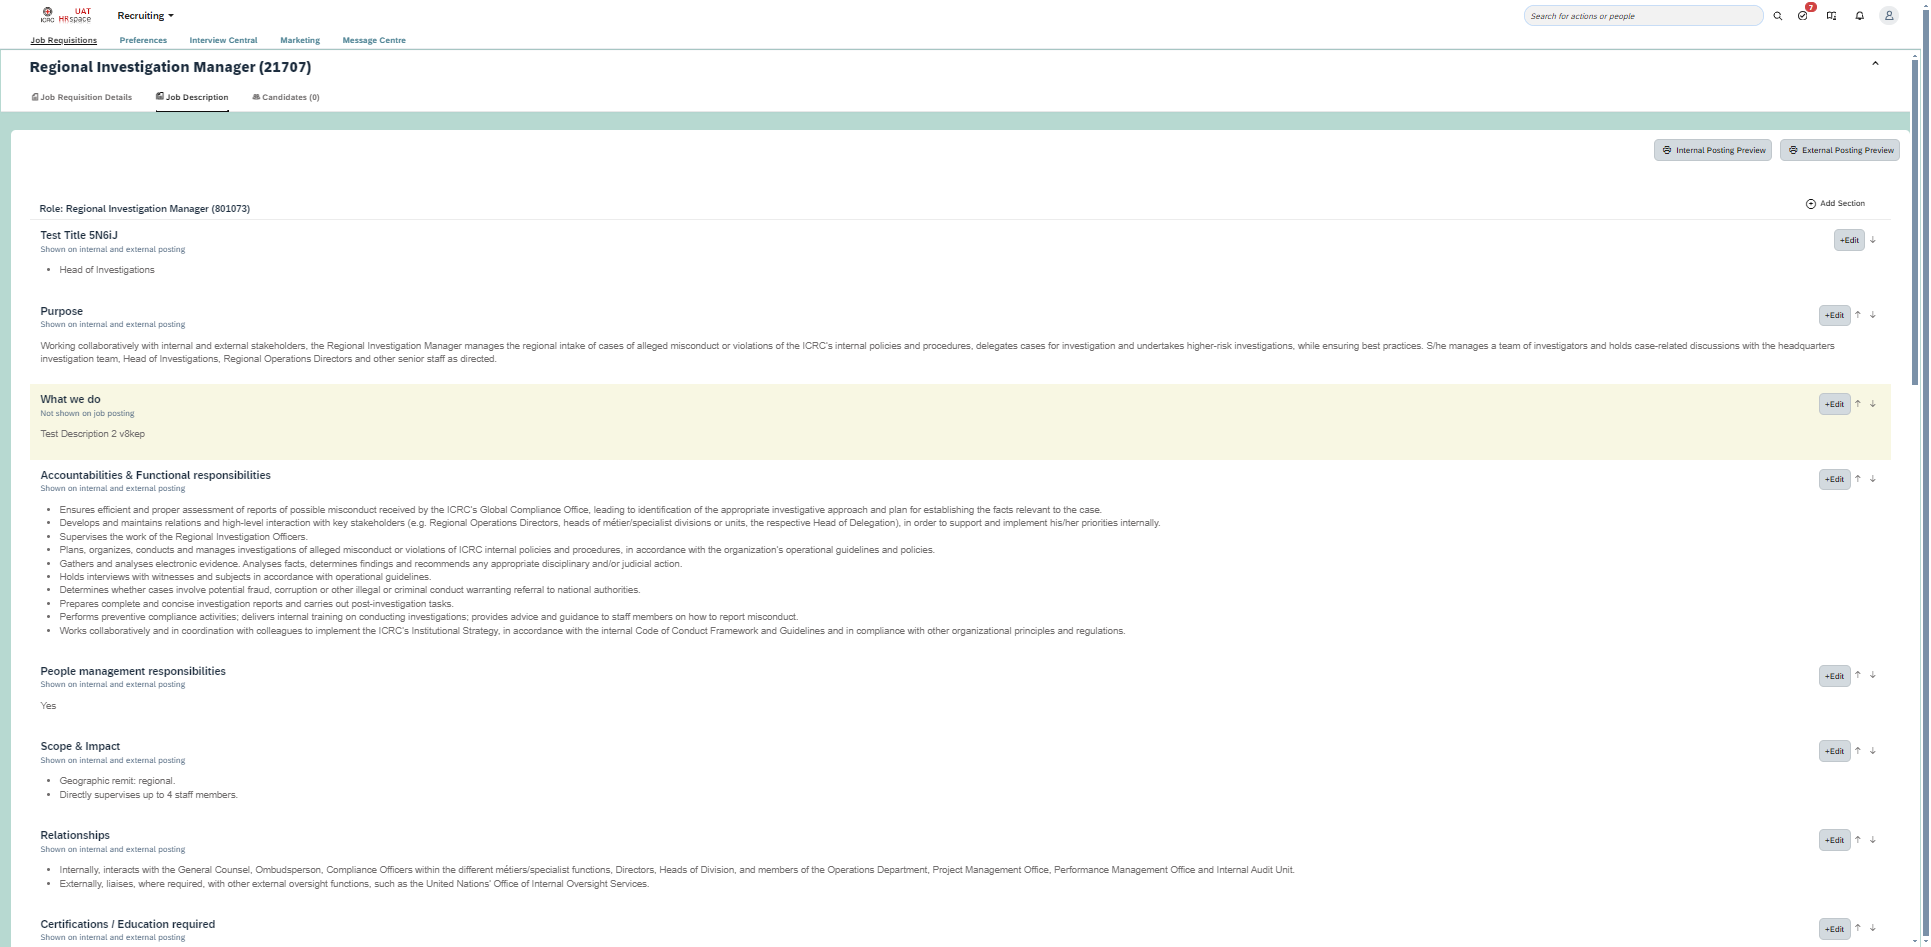 ICRC
UAT
HRspace
Recruiting
Search for actions or people
7
Job Requisitions
Preferences
Interview Central
Marketing
Message Centre
Regional Investigation Manager (21707)
Job Requisition Details
Job Description
Candidates (0)
Internal Posting Preview
External Posting Preview
Role: Regional Investigation Manager (801073)
Add Section
Test Title 5N6iJ
Shown on internal and external posting
+Edit
• Head of Investigations
Purpose
Shown on internal and external posting
+Edit
Working collaboratively with internal and external stakeholders, the Regional Investigation Manager manages the regional intake of cases of alleged misconduct or violations of the ICRC's internal policies and procedures, delegates cases for investigation and undertakes higher-risk investigations, while ensuring best practices. S/he manages a team of investigators and holds case-related discussions with the headquarters
investigation team, Head of Investigations, Regional Operations Directors and other senior staff as directed.
What we do
Not shown on job posting
+Edit
Test Description 2 v8kep
Accountabilities & Functional responsibilities
Shown on internal and external posting
+Edit
• Ensures efficient and proper assessment of reports of possible misconduct received by the ICRC's Global Compliance Office, leading to identification of the appropriate investigative approach and plan for establishing the facts relevant to the case.
• Develops and maintains relations and high-level interaction with key stakeholders (e.g. Regional Operations Directors, heads of métier/specialist divisions or units, the respective Head of Delegation), in order to support and implement his/her priorities internally.
• Supervises the work of the Regional Investigation Officers.
• Plans, organizes, conducts and manages investigations of alleged misconduct or violations of ICRC internal policies and procedures, in accordance with the organization's operational guidelines and policies.
• Gathers and analyses electronic evidence. Analyses facts, determines findings and recommends any appropriate disciplinary and/or judicial action.
• Holds interviews with witnesses and subjects in accordance with operational guidelines.
• Determines whether cases involve potential fraud, corruption or other illegal or criminal conduct warranting referral to national authorities.
• Prepares complete and concise investigation reports and carries out post-investigation tasks.
• Performs preventive compliance activities; delivers internal training on conducting investigations; provides advice and guidance to staff members on how to report misconduct.
• Works collaboratively and in coordination with colleagues to implement the ICRC's Institutional Strategy, in accordance with the internal Code of Conduct Framework and Guidelines and in compliance with other organizational principles and regulations.
People management responsibilities
Shown on internal and external posting
+Edit
Yes
Scope & Impact
Shown on internal and external posting
+Edit
• Geographic remit: regional.
• Directly supervises up to 4 staff members.
Relationships
Shown on internal and external posting
+Edit
• Internally, interacts with the General Counsel, Ombudsperson, Compliance Officers within the different métiers/specialist functions, Directors, Heads of Division, and members of the Operations Department, Project Management Office, Performance Management Office and Internal Audit Unit.
• Externally, liaises, where required, with other external oversight functions, such as the United Nations' Office of Internal Oversight Services.
Certifications / Education required
Shown on internal and external posting
+Edit